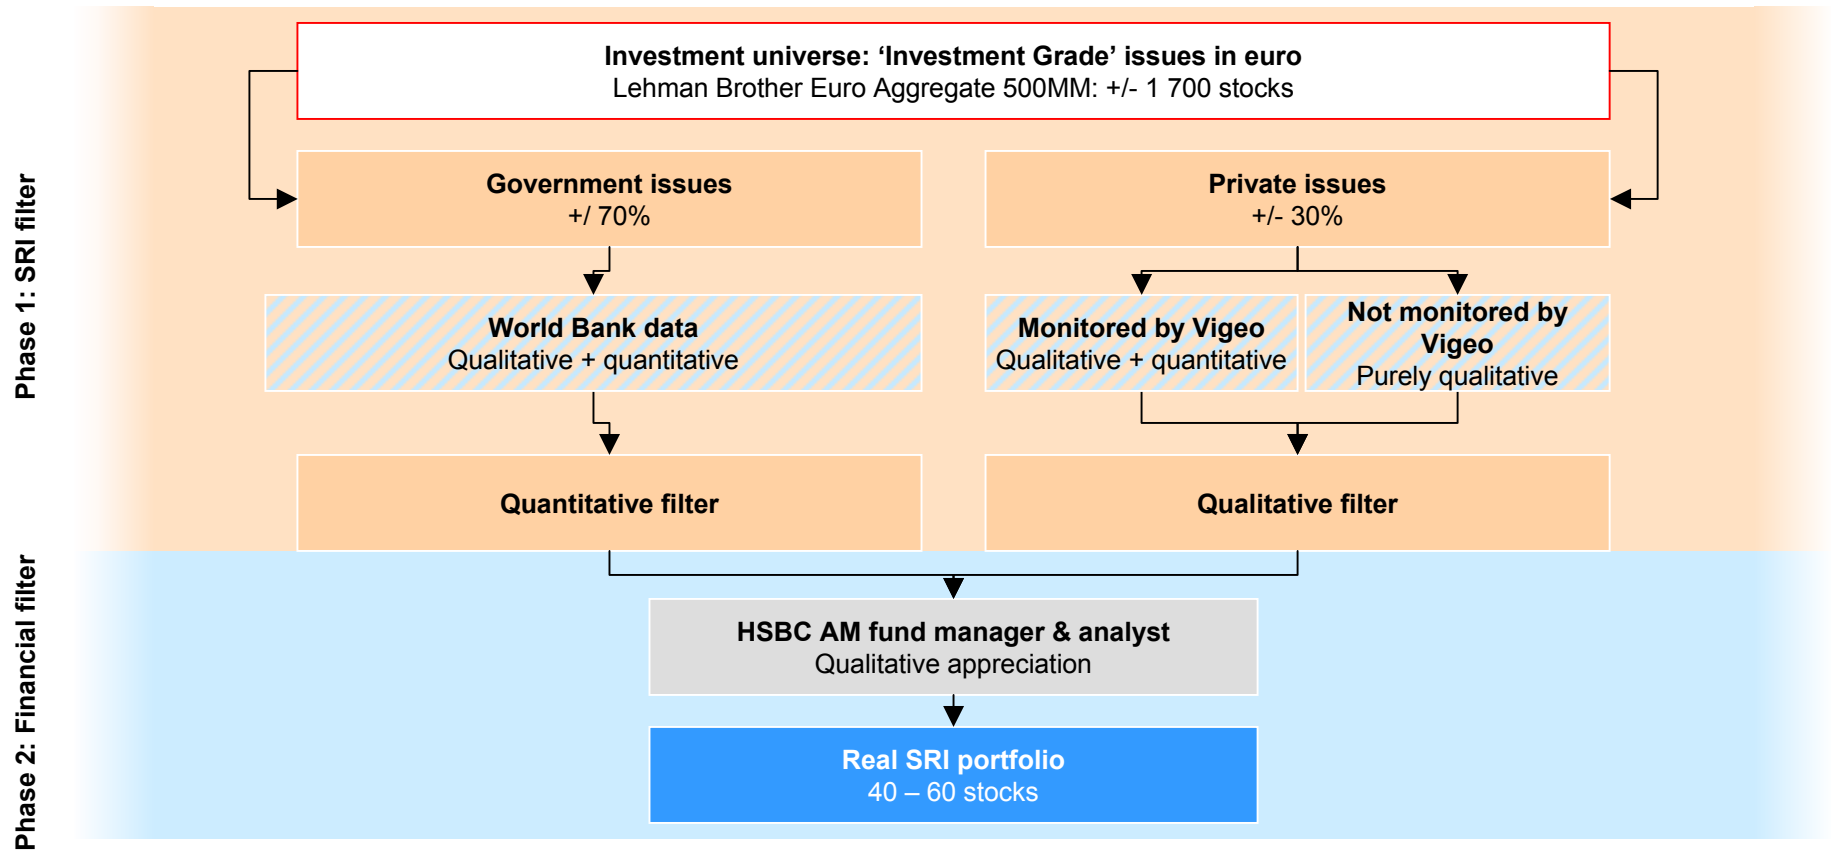 Investment universe: ‘Investment Grade’ issues in euro
Lehman Brother Euro Aggregate 500MM: +/- 1 700 stocks
Phase 1: SRI filter
Government issues
+/ 70%
Private issues
+/- 30%
World Bank data
Qualitative + quantitative
Monitored by Vigeo
Qualitative + quantitative
Not monitored by
Vigeo
Purely qualitative
Quantitative filter
Qualitative filter
Phase 2: Financial filter
HSBC AM fund manager & analyst
Qualitative appreciation
Real SRI portfolio
40 – 60 stocks